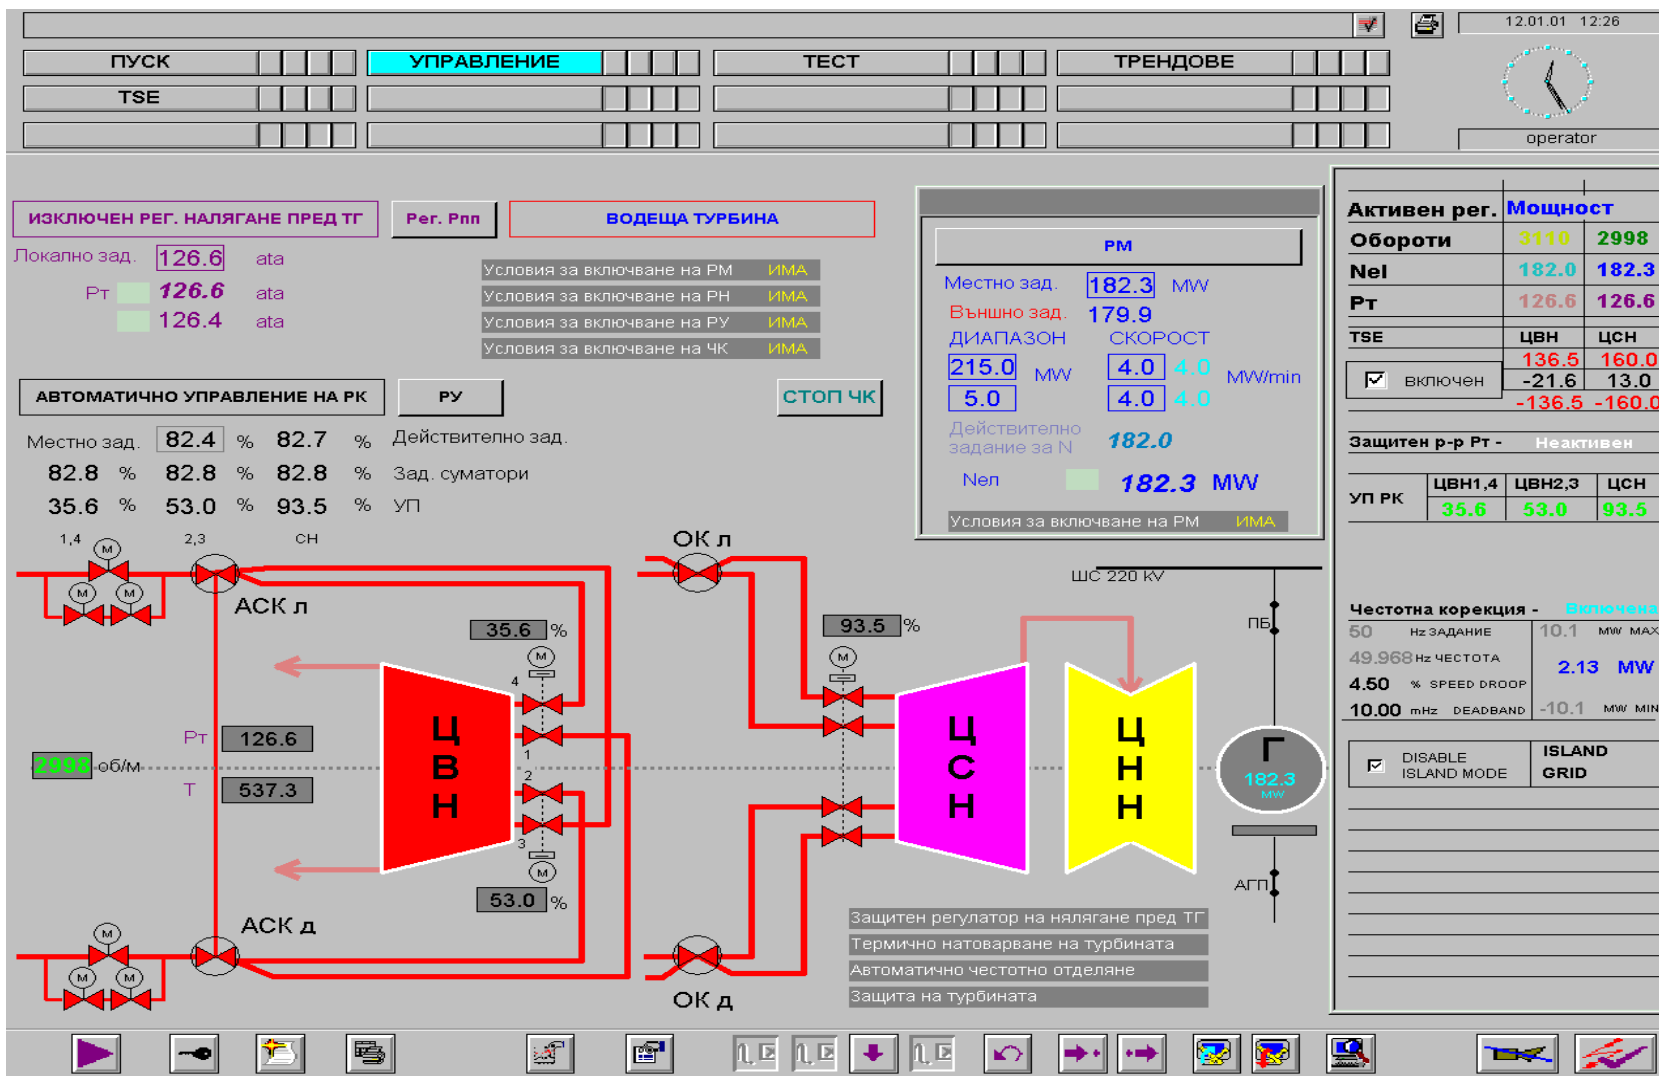 12.01.01 12:26
ПУСК УПРАВЛЕНИЕ ТЕСТ ТРЕНДОВЕ
TSE
operator
ИЗКЛЮЧЕН РЕГ. НАЛЯГАНЕ ПРЕД ТГ Рег. Рпп ВОДЕЩА ТУРБИНА
Локално зад. 126.6 ata
Рт 126.6 ata
126.4 ata
Условия за включване на РМ ИМА
Условия за включване на РН ИМА
Условия за включване на РУ ИМА
Условия за включване на ЧК ИМА
АВТОМАТИЧНО УПРАВЛЕНИЕ НА РК РУ СТОП ЧК
Местно зад. 82.4 % 82.7 % Действително зад.
82.8 % 82.8 % 82.8 % Зад. суматори
35.6 % 53.0 % 93.5 % УП
РМ
Местно зад. 182.3 MW
Външно зад. 179.9
ДИАПАЗОН СКОРОСТ
215.0 MW 4.0 4.0 MW/min
5.0 4.0 4.0
Действително
задание за N 182.0
Nел 182.3 MW
Условия за включване на РМ ИМА
Активен рег. Мощност
Обороти 3110 2998
Nel 182.0 182.3
Рт 126.6 126.6
TSE ЦВН ЦСН
136.5 160.0
включен -21.6 13.0
-136.5 -160.0
Защитен р-р Рт - Неактивен
ЦВН1,4 ЦВН2,3 ЦСН
УП РК 35.6 53.0 93.5
Честотна корекция - Включена
50 Hz ЗАДАНИЕ 10.1 MW MAX
49.968 Hz ЧЕСТОТА
2.13 MW
4.50 % SPEED DROOP
10.00 mHz DEADBAND -10.1 MW MIN
DISABLE
ISLAND MODE
ISLAND
GRID
1,4 2,3 СН
М
М М
АСК л
ОК л
ШС 220 KV
35.6 %
93.5 %
ПБ
М
М
4
1
2
3
Рт 126.6
2998 об/м
Т 537.3
ЦВН
ЦСН
ЦНН
Г
182.3
MW
М
53.0 %
АГП
АСК д
М
М М
ОК д
Защитен регулатор на нялягане пред ТГ
Термично натоварване на турбината
Автоматично честотно отделяне
Защита на турбината